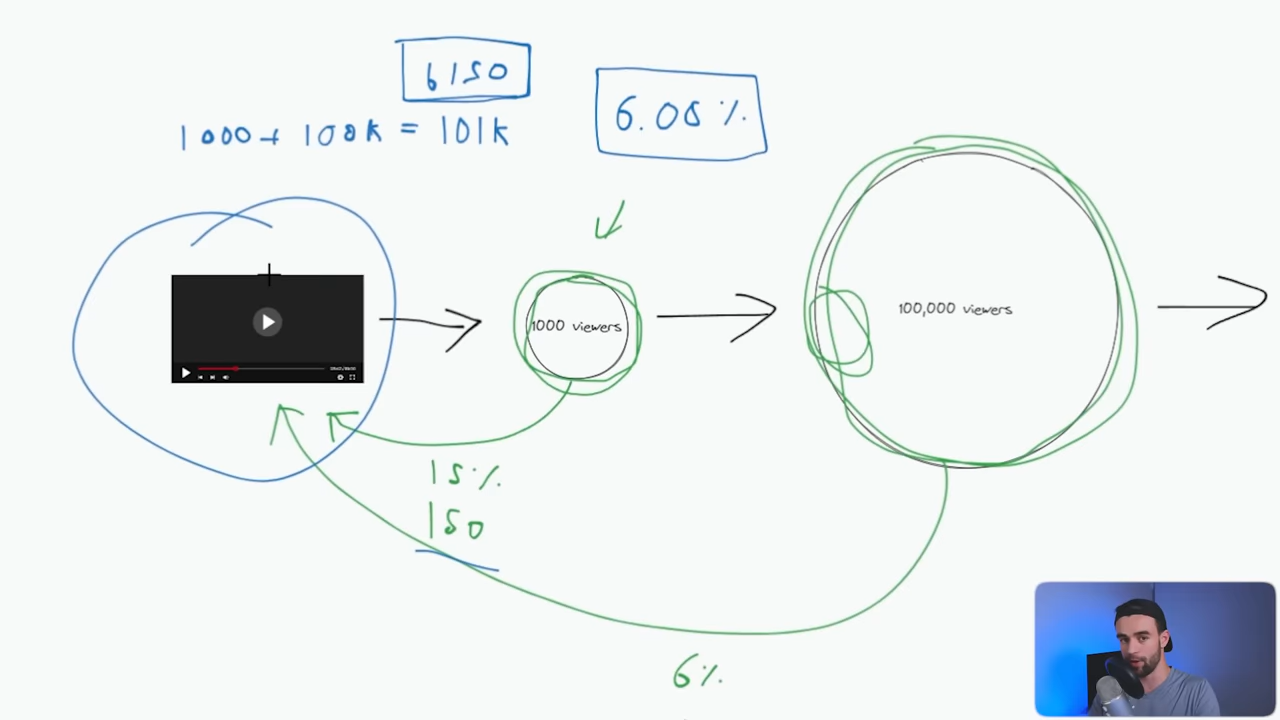 6150
6.08%
1000 + 100k = 101k
1000 viewers
100,000 viewers
15%
150
6%